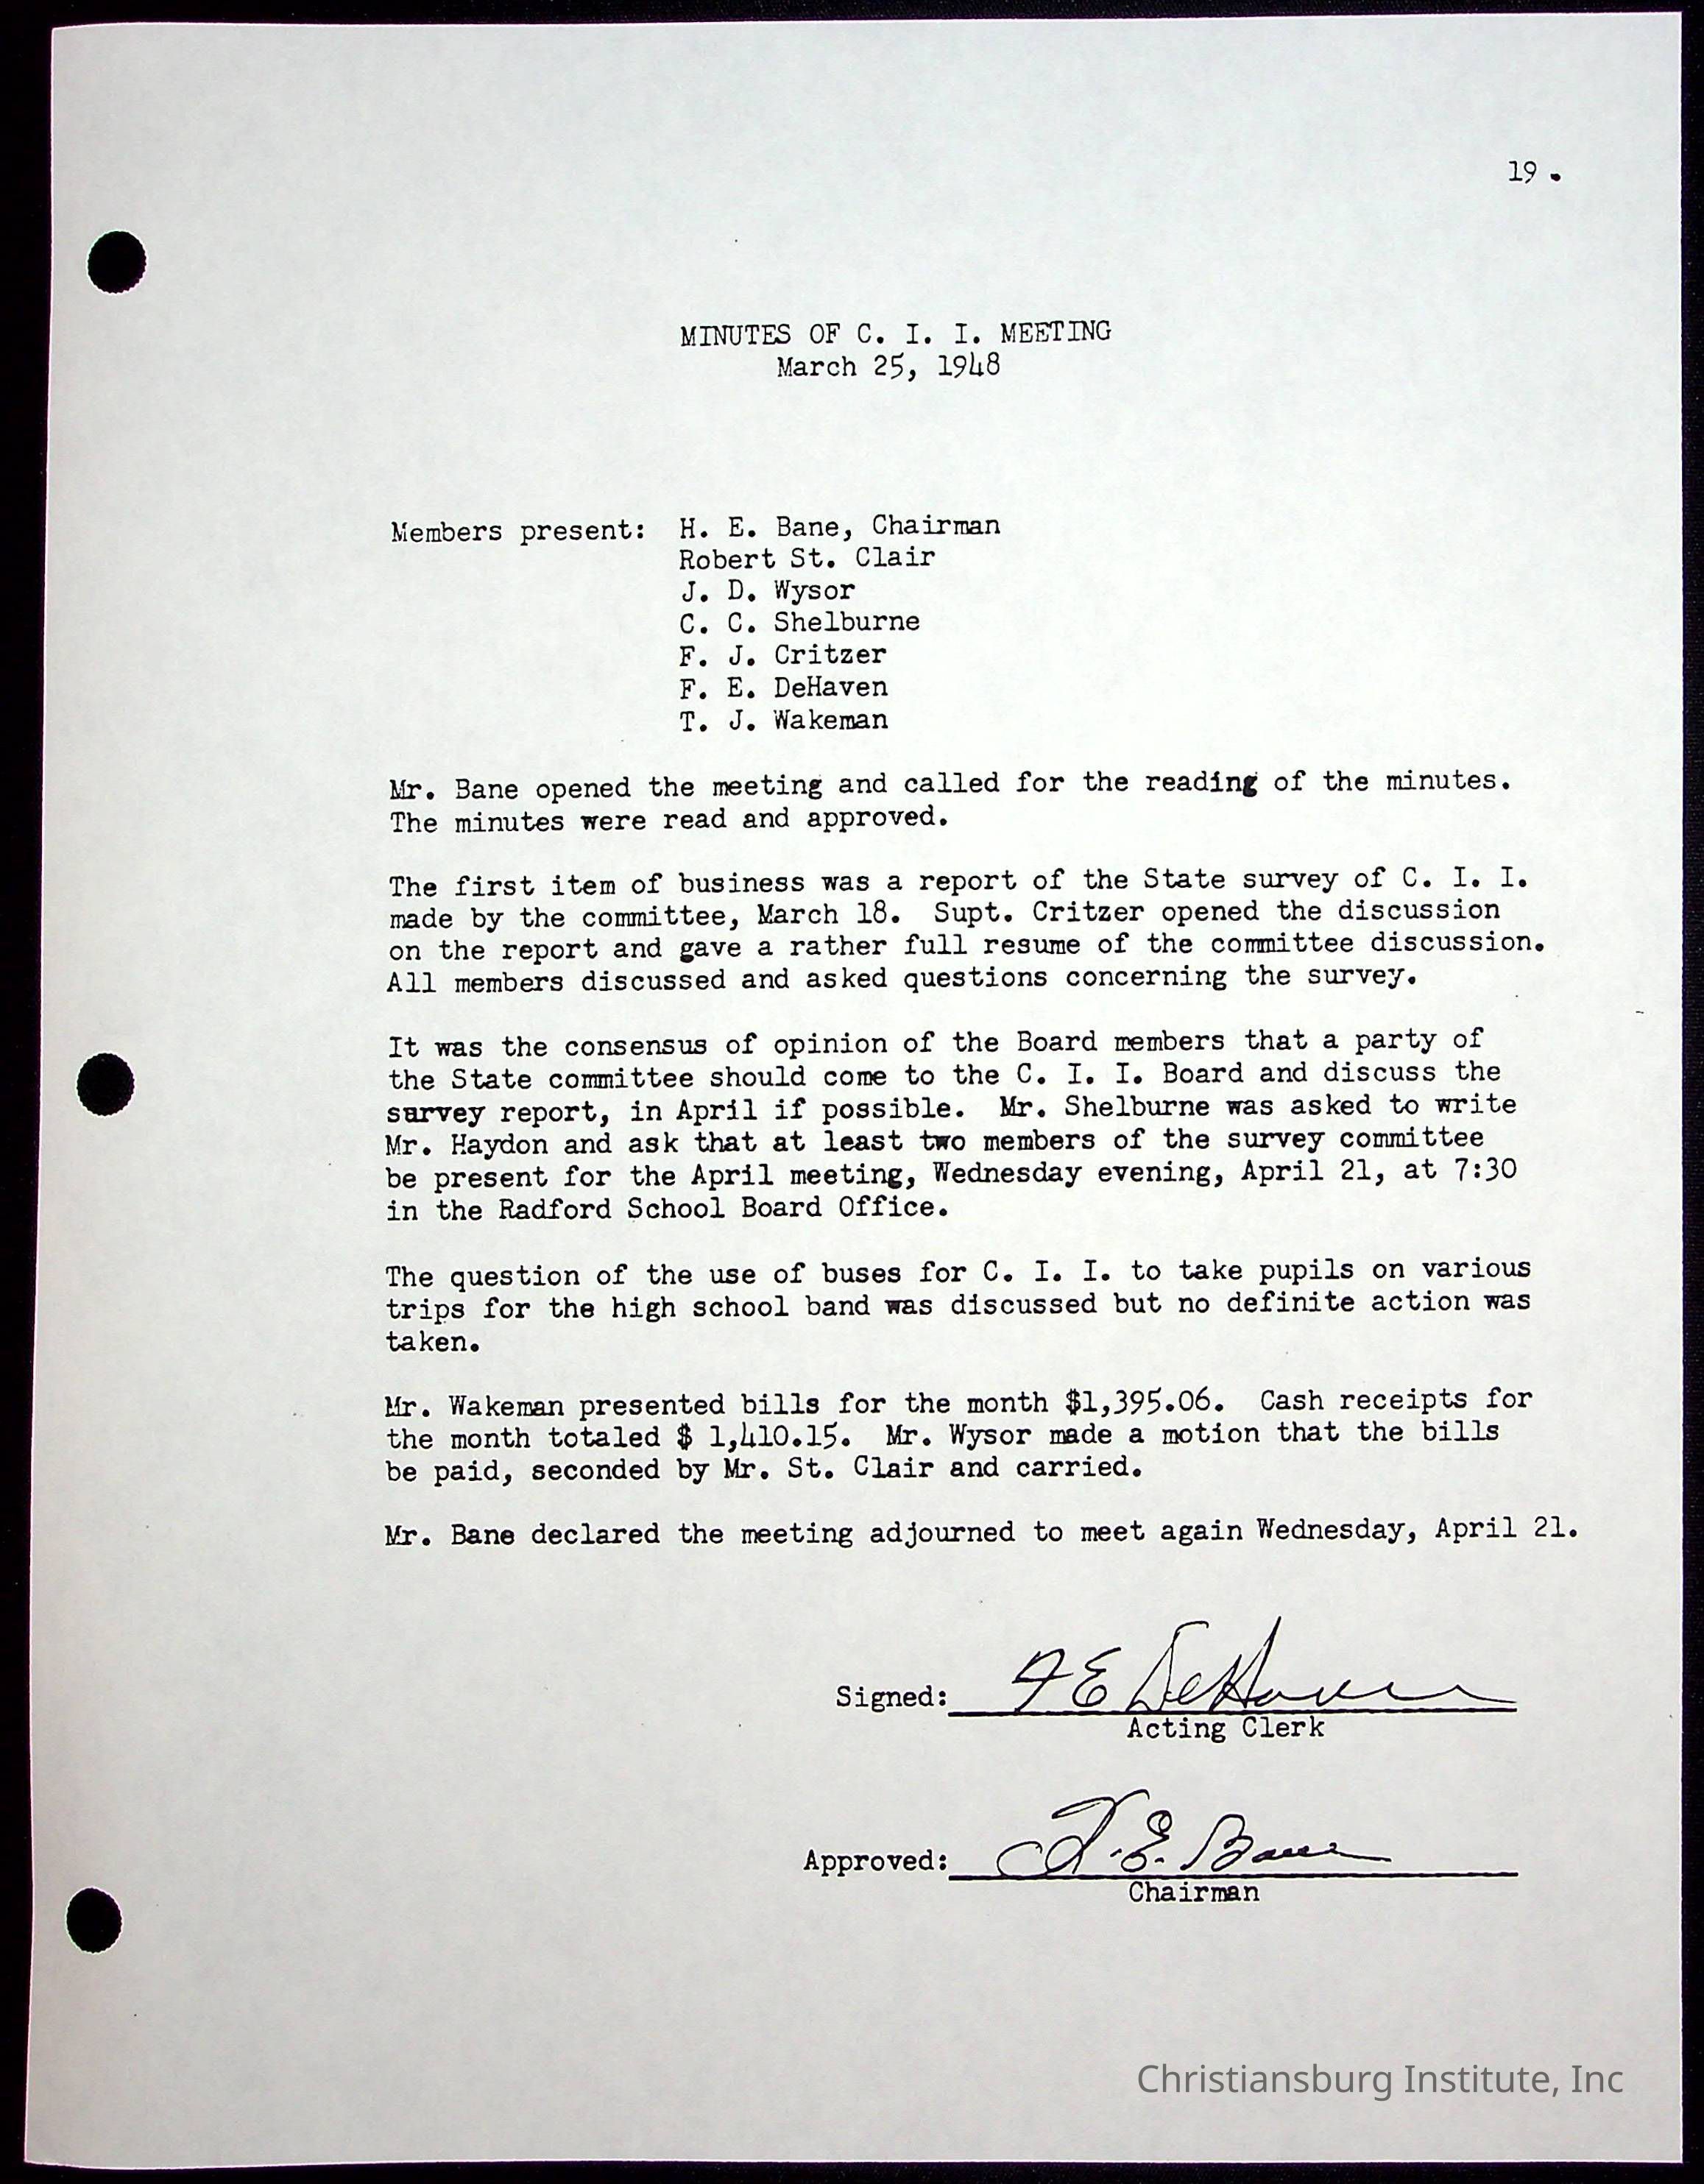 19.
MINUTES OF C. I. I. MEETING
March 25, 1948
Members present: H. E. Bane, Chairman
Robert St. Clair
J. D. Wysor
C. C. Shelburne
F. J. Critzer
F. E. DeHaven
T. J. Wakeman
Mr. Bane opened the meeting and called for the reading of the minutes.
The minutes were read and approved.
The first item of business was a report of the State survey of C. I. I.
made by the committee, March 18. Supt. Critzer opened the discussion
on the report and gave a rather full resume of the committee discussion.
All members discussed and asked questions concerning the survey.
It was the consensus of opinion of the Board members that a party of
the State committee should come to the C. I. I. Board and discuss the
survey report, in April if possible. Mr. Shelburne was asked to write
Mr. Haydon and ask that at least two members of the survey committee
be present for the April meeting, Wednesday evening, April 21, at 7:30
in the Radford School Board Office.
The question of the use of buses for C. I. I. to take pupils on various
trips for the high school band was discussed but no definite action was
taken.
Mr. Wakeman presented bills for the month $1,395.06. Cash receipts for
the month totaled $ 1,410.15. Mr. Wysor made a motion that the bills
be paid, seconded by Mr. St. Clair and carried.
Mr. Bane declared the meeting adjourned to meet again Wednesday, April 21.
Signed: F E DeHaven
Acting Clerk
Approved: H. E. Bane
Chairman
Christiansburg Institute, Inc